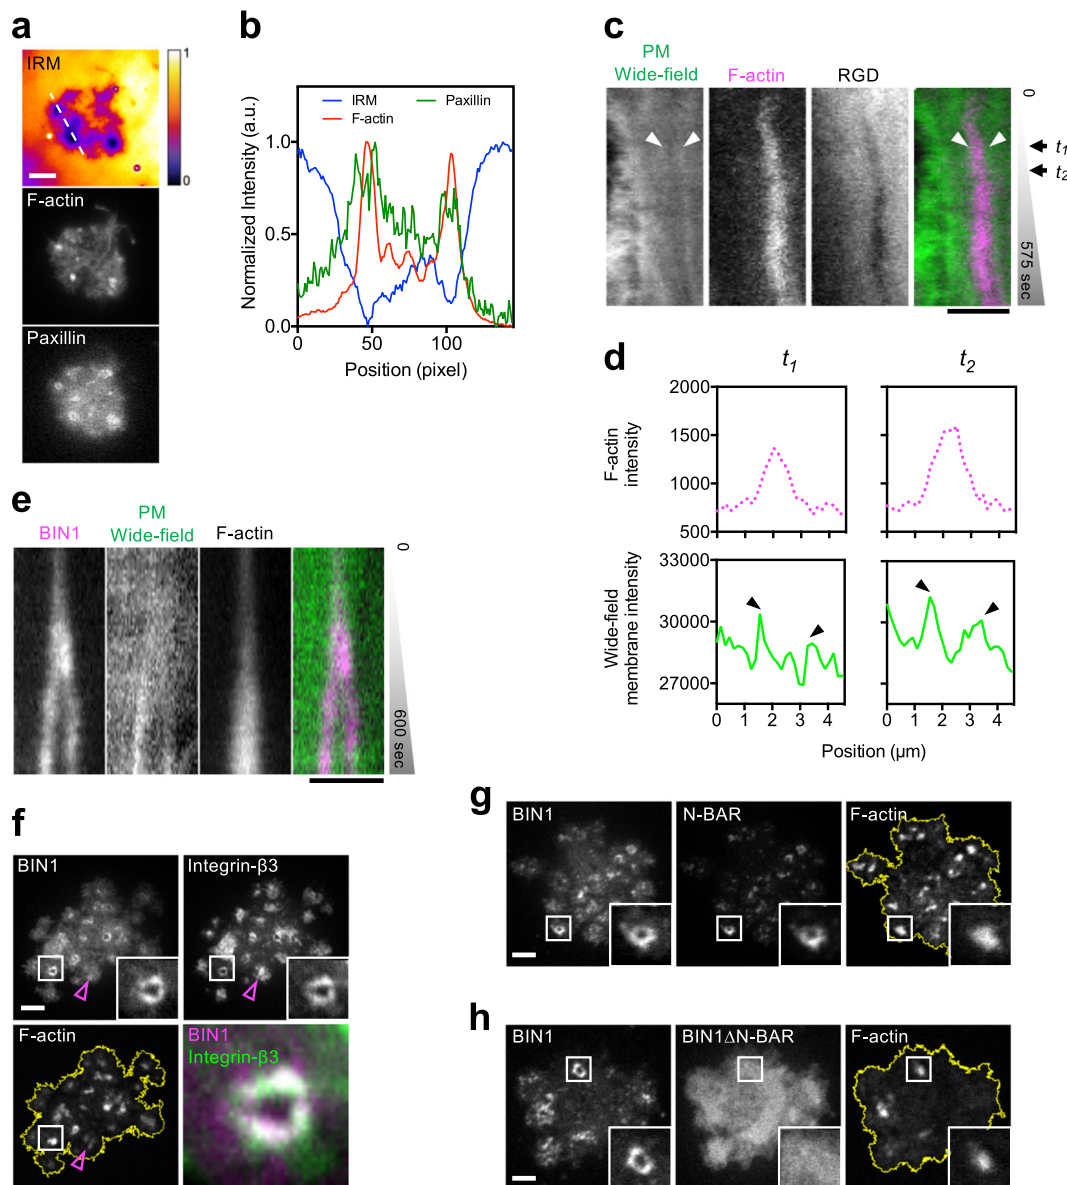 a
IRM
1
0
F-actin
Paxillin
b
IRM
F-actin
Paxillin
Normalized Intensity (a.u.)
1.0
0.5
0.0
0
50
100
Position (pixel)
c
PM
Wide-field
F-actin
RGD
0
t1
t2
575 sec
d
t1
t2
F-actin
intensity
2000
1500
1000
500
Wide-field
membrane intensity
33000
30000
27000
0 1 2 3 4
0 1 2 3 4
Position (µm)
e
BIN1
PM
Wide-field
F-actin
0
600 sec
f
BIN1
Integrin-β3
F-actin
BIN1
Integrin-β3
g
BIN1
N-BAR
F-actin
h
BIN1
BIN1ΔN-BAR
F-actin